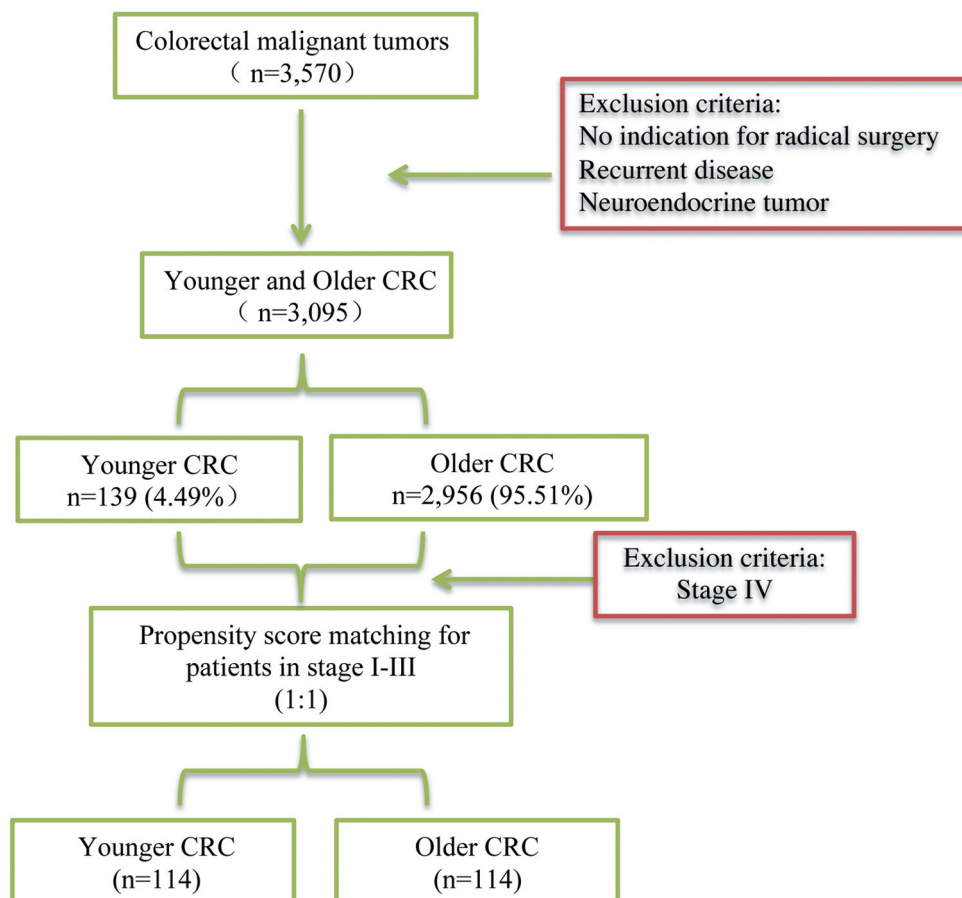 Colorectal malignant tumors
（ n=3,570）
Exclusion criteria:
No indication for radical surgery
Recurrent disease
Neuroendocrine tumor
Younger and Older CRC
（ n=3,095）
Younger CRC
n=139 (4.49%）
Older CRC
n=2,956 (95.51%)
Exclusion criteria:
Stage IV
Propensity score matching for
patients in stage I-III
(1:1)
Younger CRC
(n=114)
Older CRC
(n=114)